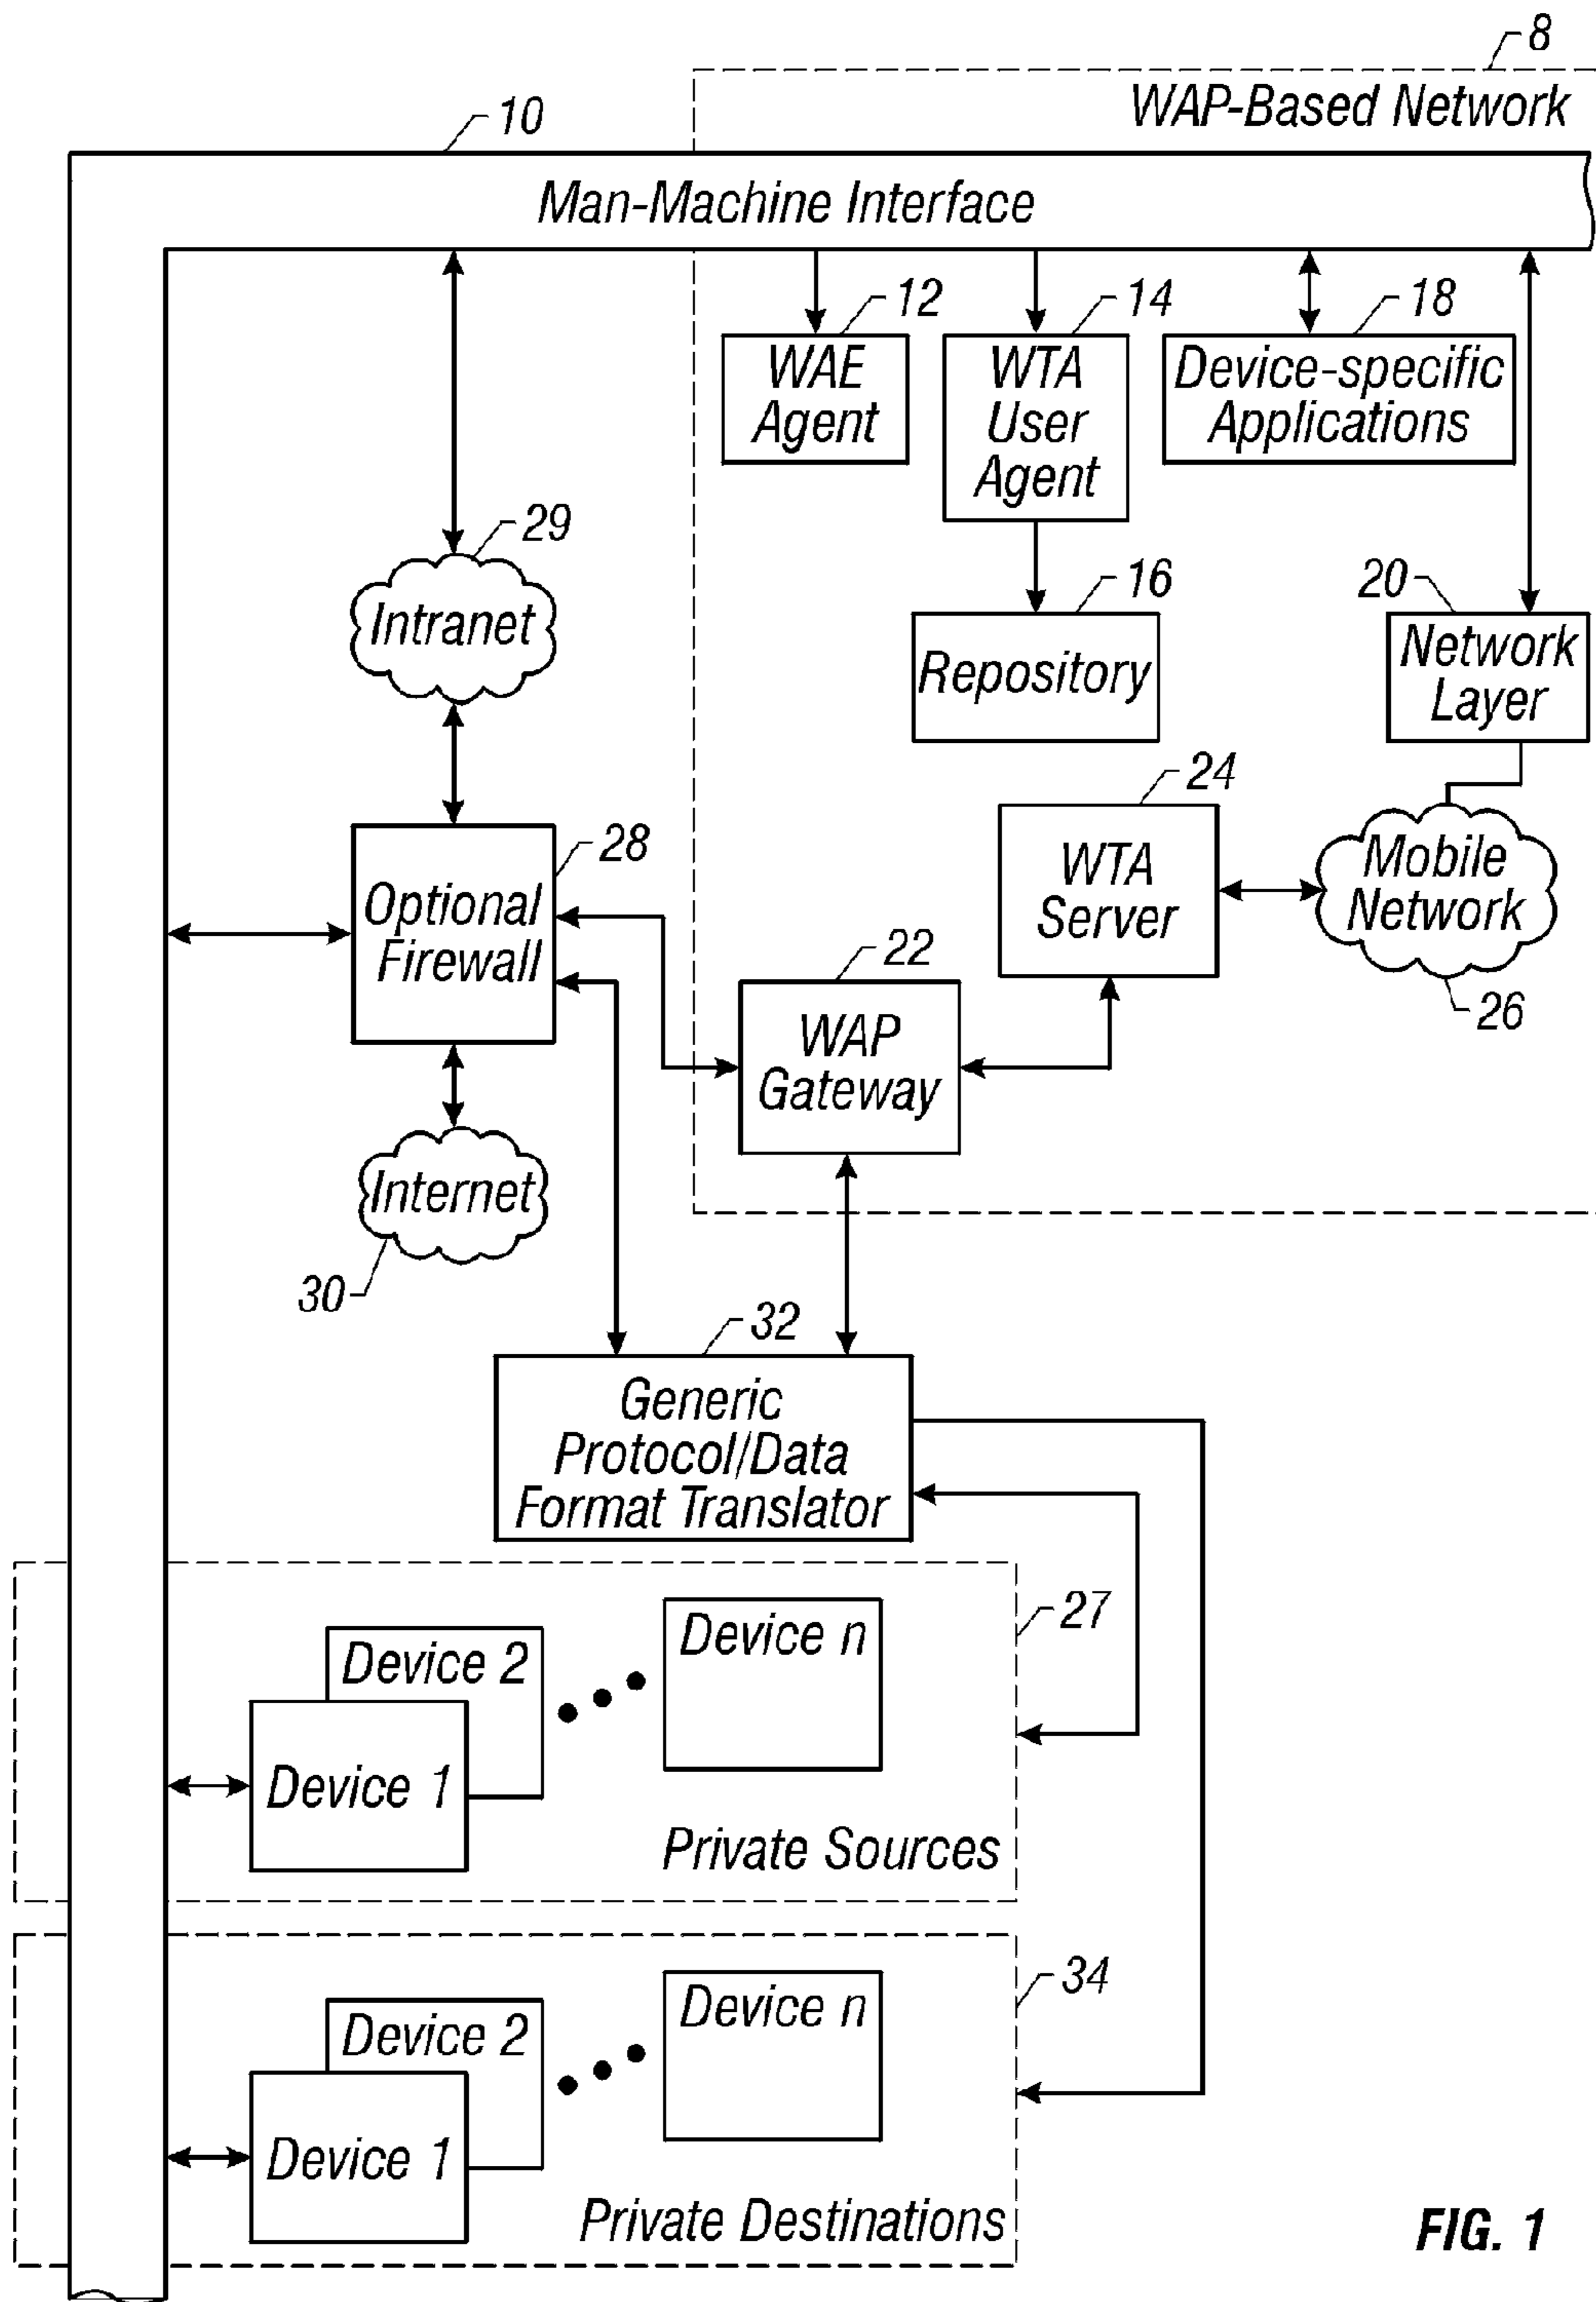 8
WAP-Based Network
10
Man-Machine Interface
12
WAE
Agent
14
WTA
User
Agent
18
Device-specific
Applications
29
Intranet
16
Repository
20
Network
Layer
24
WTA
Server
Mobile
Network
26
28
Optional
Firewall
22
WAP
Gateway
Internet
30
32
Generic
Protocol/Data
Format Translator
27
Device n
Device 2
Device 1
Private Sources
34
Device n
Device 2
Device 1
Private Destinations
FIG. 1